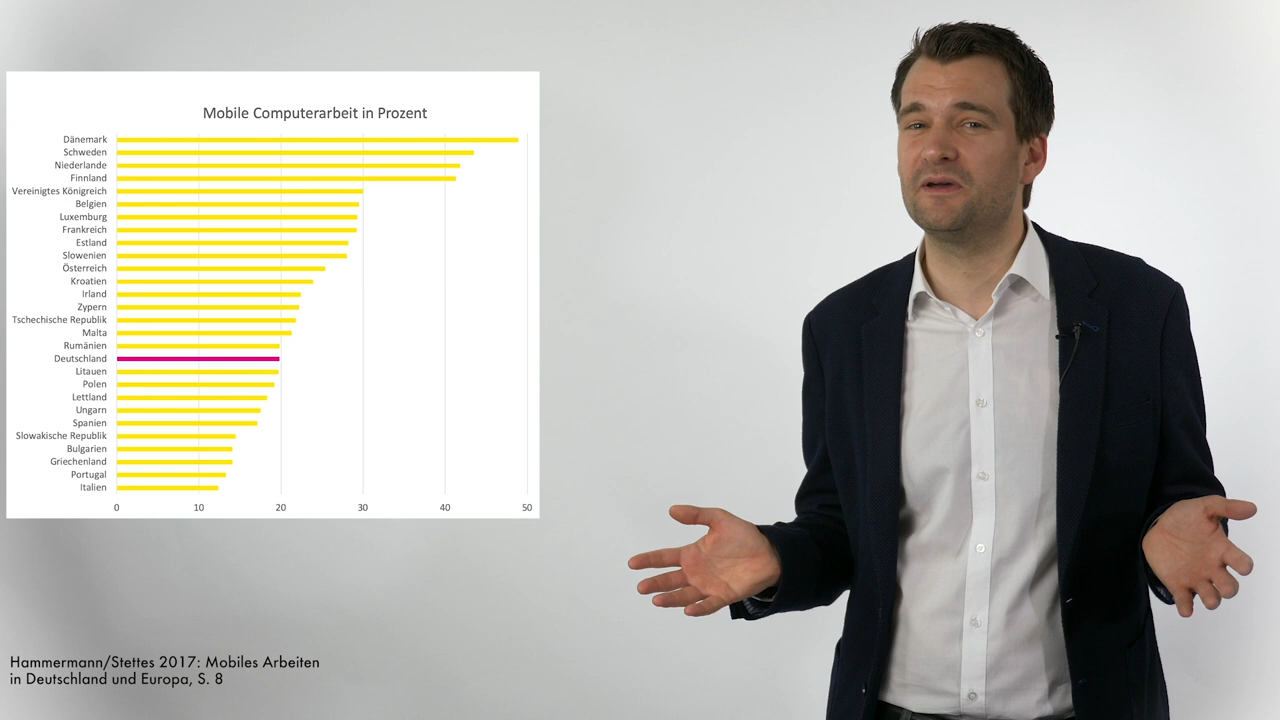 Mobile Computerarbeit in Prozent
Dänemark
Schweden
Niederlande
Finnland
Vereinigtes Königreich
Belgien
Luxemburg
Frankreich
Estland
Slowenien
Österreich
Kroatien
Irland
Zypern
Tschechische Republik
Malta
Rumänien
Deutschland
Litauen
Polen
Lettland
Ungarn
Spanien
Slowakische Republik
Bulgarien
Griechenland
Portugal
Italien
0 10 20 30 40 50
Hammermann/Stettes 2017: Mobiles Arbeiten
in Deutschland und Europa, S. 8